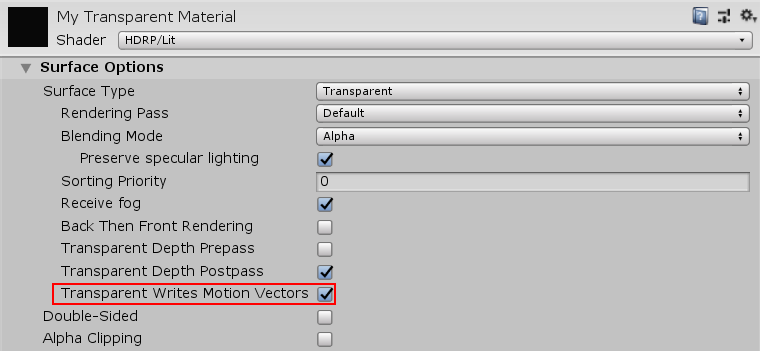 My Transparent Material
Shader HDRP/Lit
Surface Options
Surface Type Transparent
Rendering Pass Default
Blending Mode Alpha
Preserve specular lighting
Sorting Priority 0
Receive fog
Back Then Front Rendering
Transparent Depth Prepass
Transparent Depth Postpass
Transparent Writes Motion Vectors
Double-Sided
Alpha Clipping